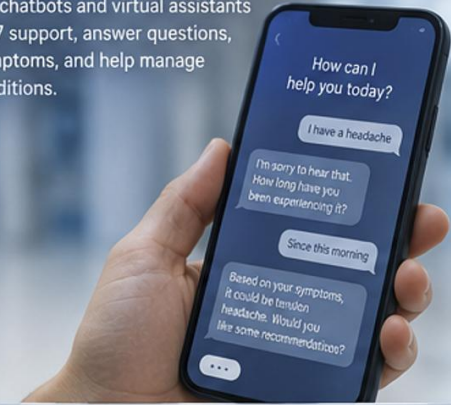 chatbots and virtual assistants
7 support, answer questions,
ptoms, and help manage
ditions.
How can I
help you today?
I have a headache
I'm sorry to hear that.
How long have you
been experiencing it?
Since this morning
Based on your symptoms,
it could be tension
headache. Would you
like some recommendations?